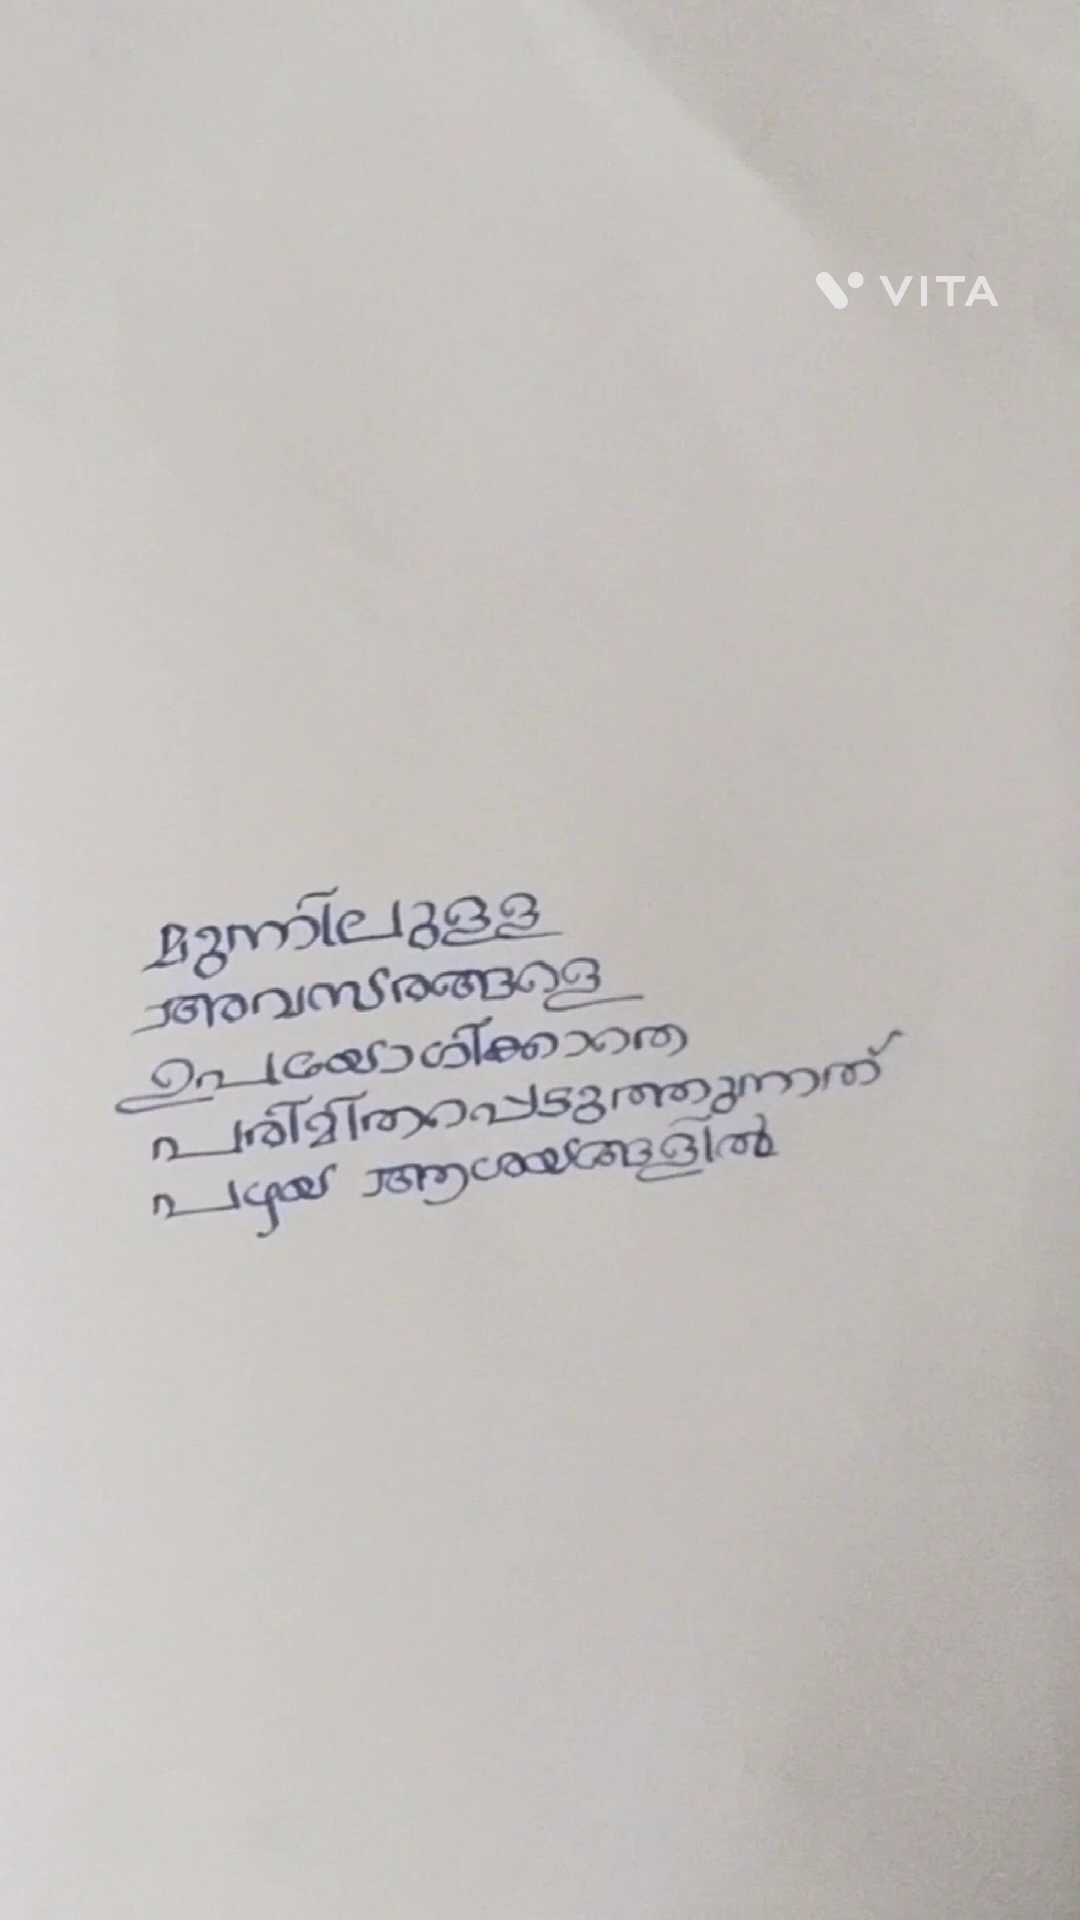 VITA
മുന്നിലുള്ള
അവസരങ്ങളെ
ഉപയോഗിക്കാതെ
പരിമിതപ്പെടുത്തുന്നത്
പഴയ ആശയങ്ങളിൽ